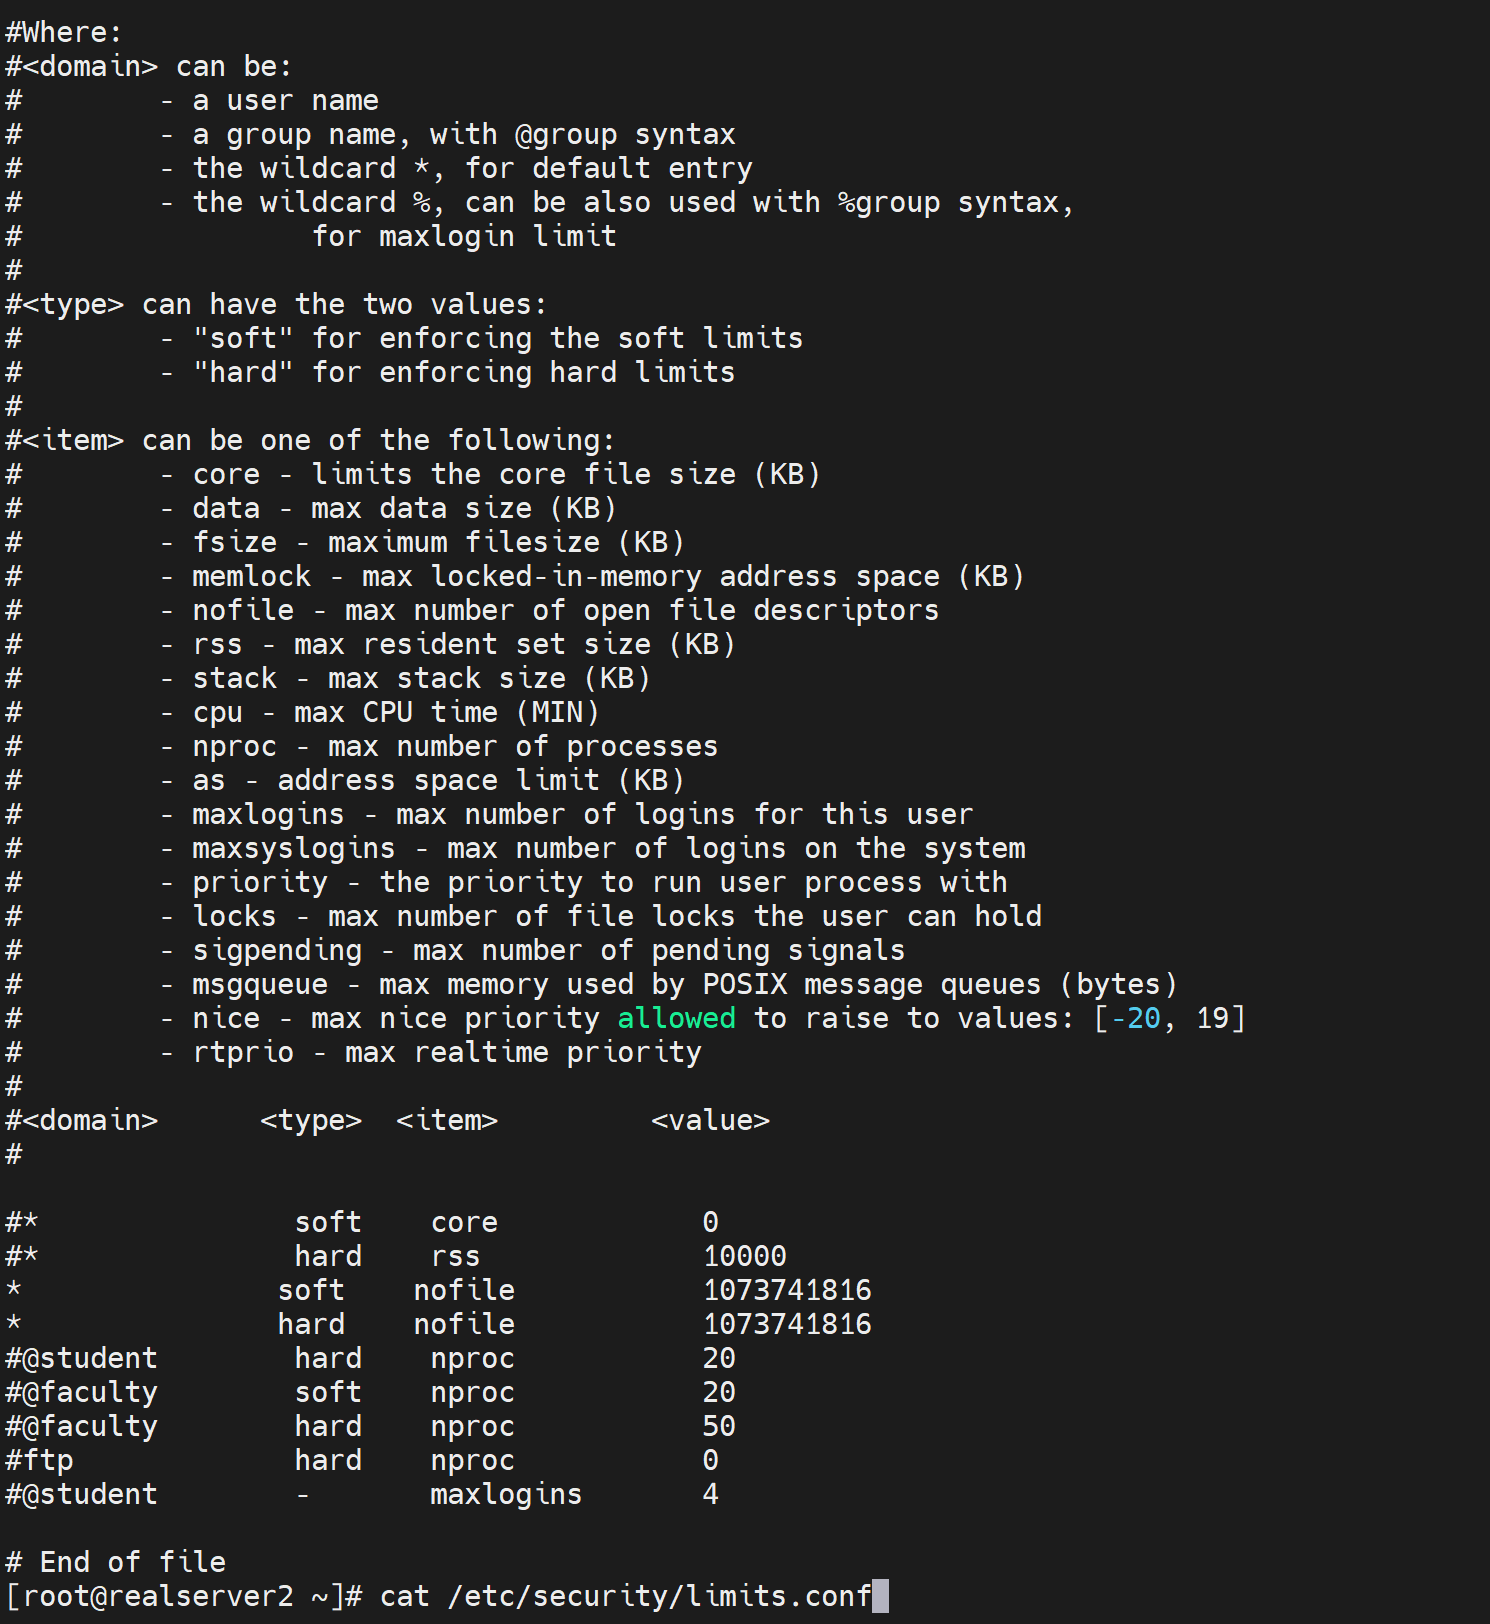 #Where:
#<domain> can be:
#        - a user name
#        - a group name, with @group syntax
#        - the wildcard *, for default entry
#        - the wildcard %, can be also used with %group syntax,
#                 for maxlogin limit
#
#<type> can have the two values:
#        - "soft" for enforcing the soft limits
#        - "hard" for enforcing hard limits
#
#<item> can be one of the following:
#        - core - limits the core file size (KB)
#        - data - max data size (KB)
#        - fsize - maximum filesize (KB)
#        - memlock - max locked-in-memory address space (KB)
#        - nofile - max number of open file descriptors
#        - rss - max resident set size (KB)
#        - stack - max stack size (KB)
#        - cpu - max CPU time (MIN)
#        - nproc - max number of processes
#        - as - address space limit (KB)
#        - maxlogins - max number of logins for this user
#        - maxsyslogins - max number of logins on the system
#        - priority - the priority to run user process with
#        - locks - max number of file locks the user can hold
#        - sigpending - max number of pending signals
#        - msgqueue - max memory used by POSIX message queues (bytes)
#        - nice - max nice priority allowed to raise to values: [-20, 19]
#        - rtprio - max realtime priority
#
#<domain>      <type>  <item>         <value>
#

#*               soft    core            0
#*               hard    rss             10000
*               soft    nofile           1073741816
*               hard    nofile           1073741816
#@student        hard    nproc           20
#@faculty        soft    nproc           20
#@faculty        hard    nproc           50
#ftp             hard    nproc           0
#@student        -       maxlogins       4

# End of file
[root@realserver2 ~]# cat /etc/security/limits.conf